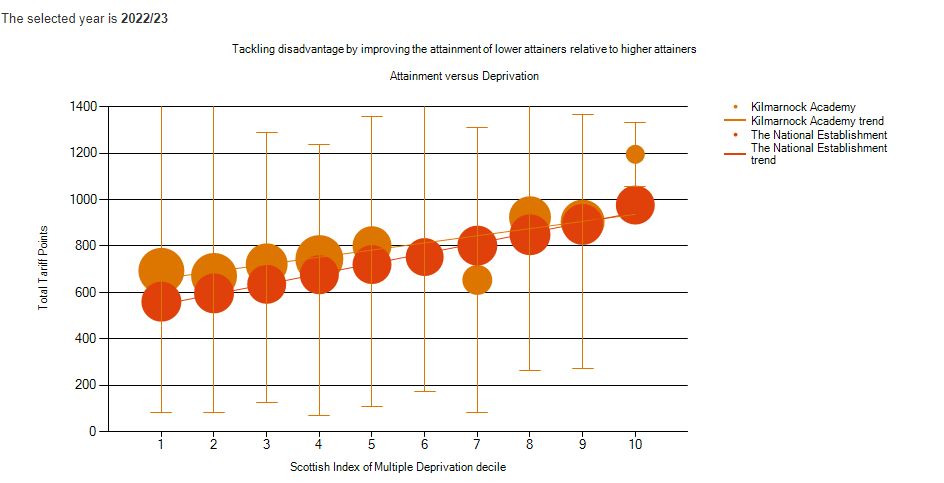 The selected year is 2022/23
Tackling disadvantage by improving the attainment of lower attainers relative to higher attainers
Attainment versus Deprivation
Kilmarnock Academy
Kilmarnock Academy trend
The National Establishment
The National Establishment
trend
Total Tariff Points
1400
1200
1000
800
600
400
200
0
1 2 3 4 5 6 7 8 9 10
Scottish Index of Multiple Deprivation decile